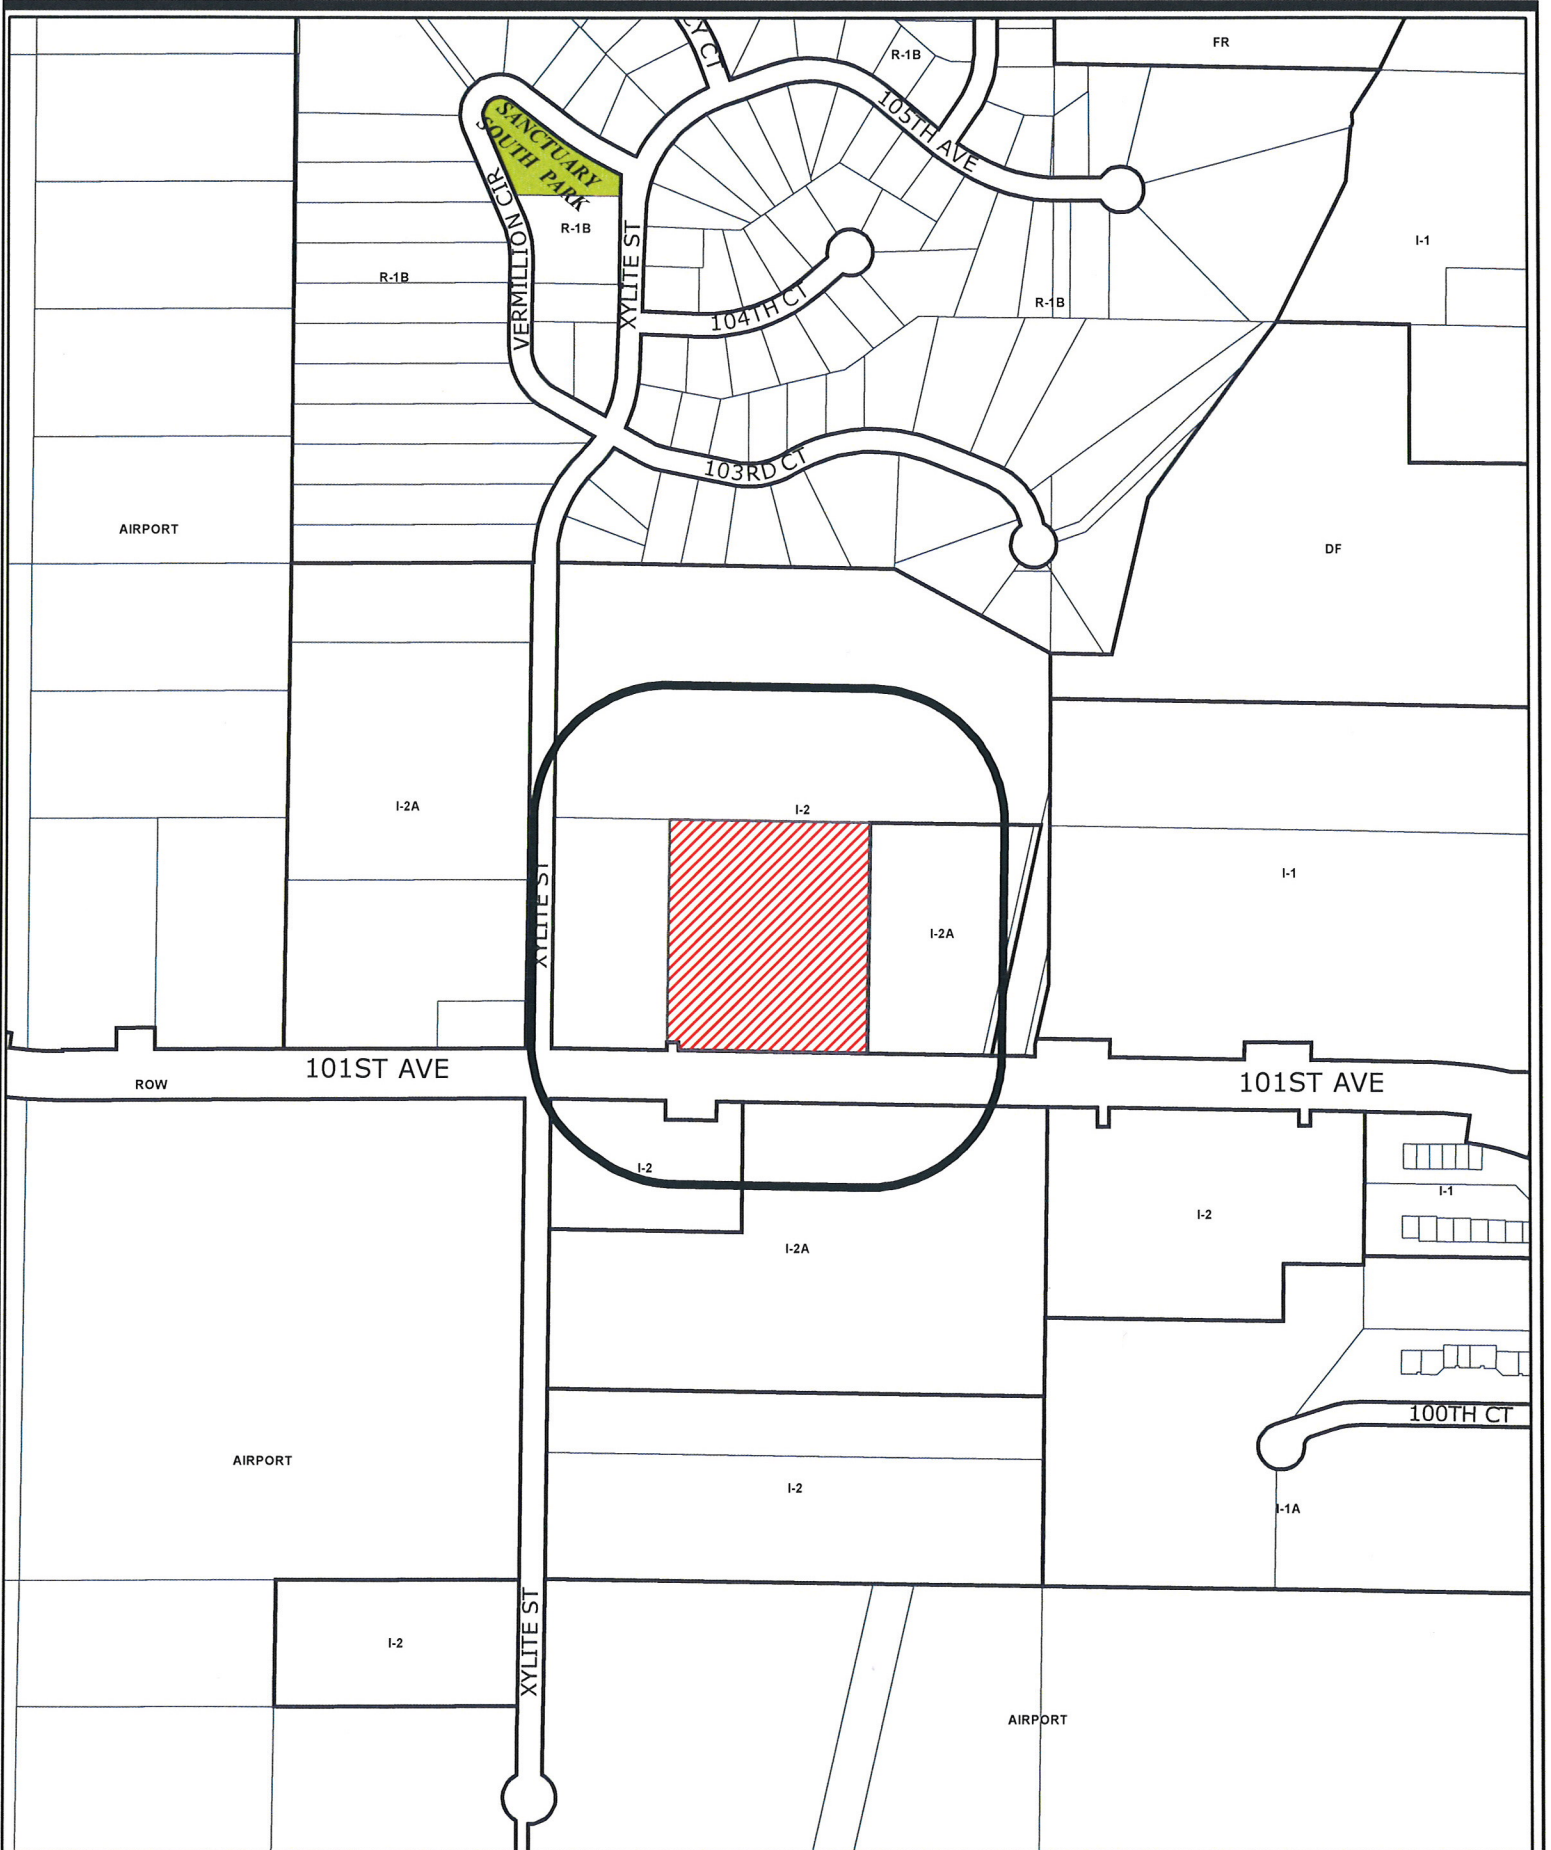 CY CT
FR
R-1B
105TH AVE
SANCTUARY
SOUTH PARK
VERMILLION CIR
R-1B
XYLITE ST
I-1
R-1B
104TH CT
R-1B
103RD CT
AIRPORT
DF
I-2A
I-2
XYLITE ST
I-1
I-2A
101ST AVE
ROW
101ST AVE
I-2
I-1
I-2
I-2A
100TH CT
AIRPORT
I-2
I-1A
XYLITE ST
I-2
AIRPORT